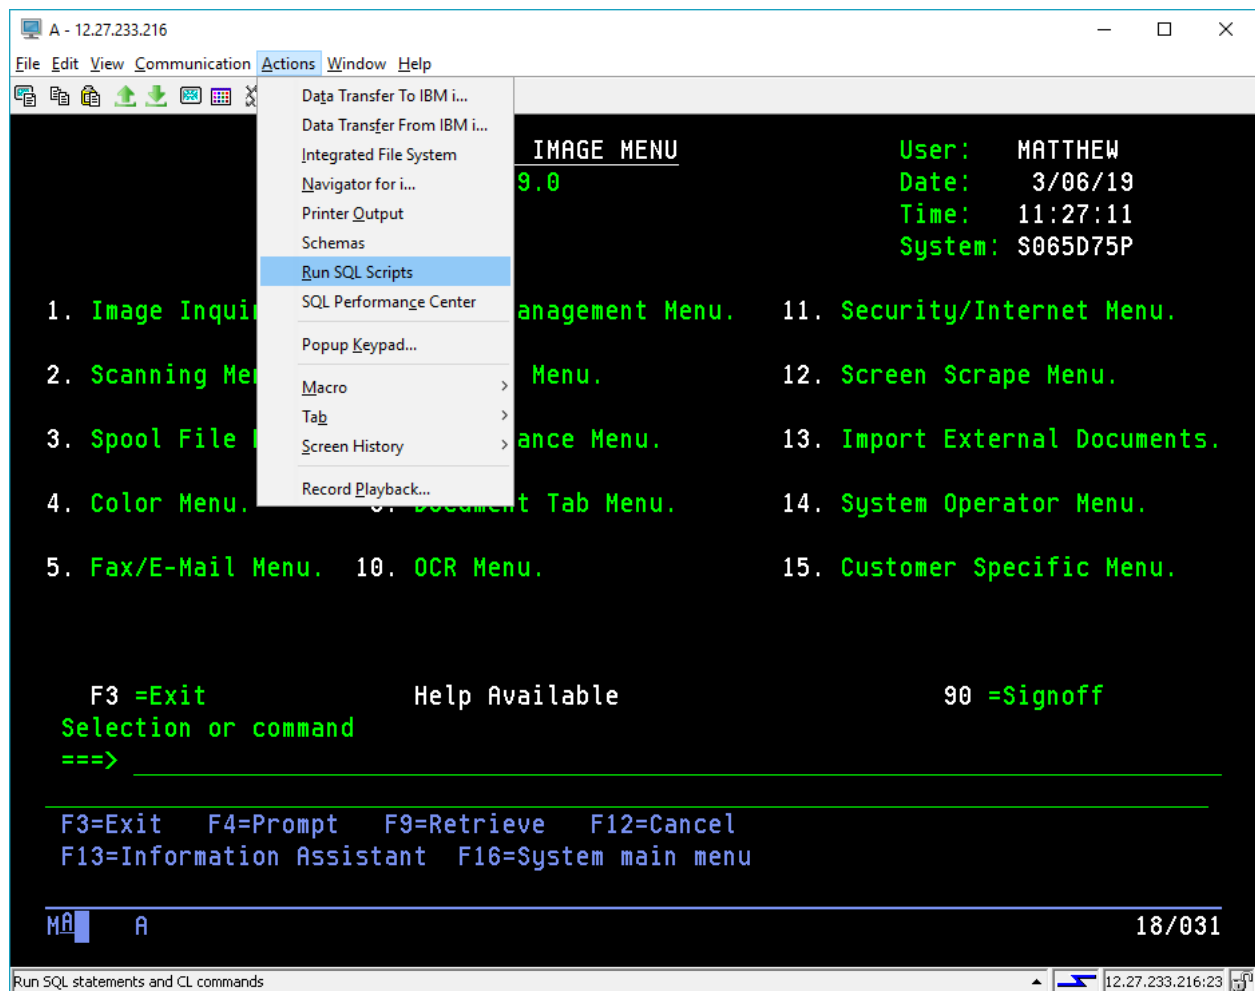 A - 12.27.233.216
File Edit View Communication Actions Window Help
Data Transfer To IBM i...
Data Transfer From IBM i...
Integrated File System
Navigator for i...
Printer Output
Schemas
Run SQL Scripts
SQL Performance Center
Popup Keypad...
Macro
Tab
Screen History
Record Playback...
IMAGE MENU User: MATTHEW
9.0 Date: 3/06/19
Time: 11:27:11
System: S065D75P
1. Image Inqui anagement Menu. 11. Security/Internet Menu.
2. Scanning Me Menu. 12. Screen Scrape Menu.
3. Spool File ance Menu. 13. Import External Documents.
4. Color Menu. Document Tab Menu. 14. System Operator Menu.
5. Fax/E-Mail Menu. 10. OCR Menu. 15. Customer Specific Menu.
F3 =Exit Help Available 90 =Signoff
Selection or command
===>
F3=Exit F4=Prompt F9=Retrieve F12=Cancel
F13=Information Assistant F16=System main menu
MA A 18/031
Run SQL statements and CL commands 12.27.233.216:23